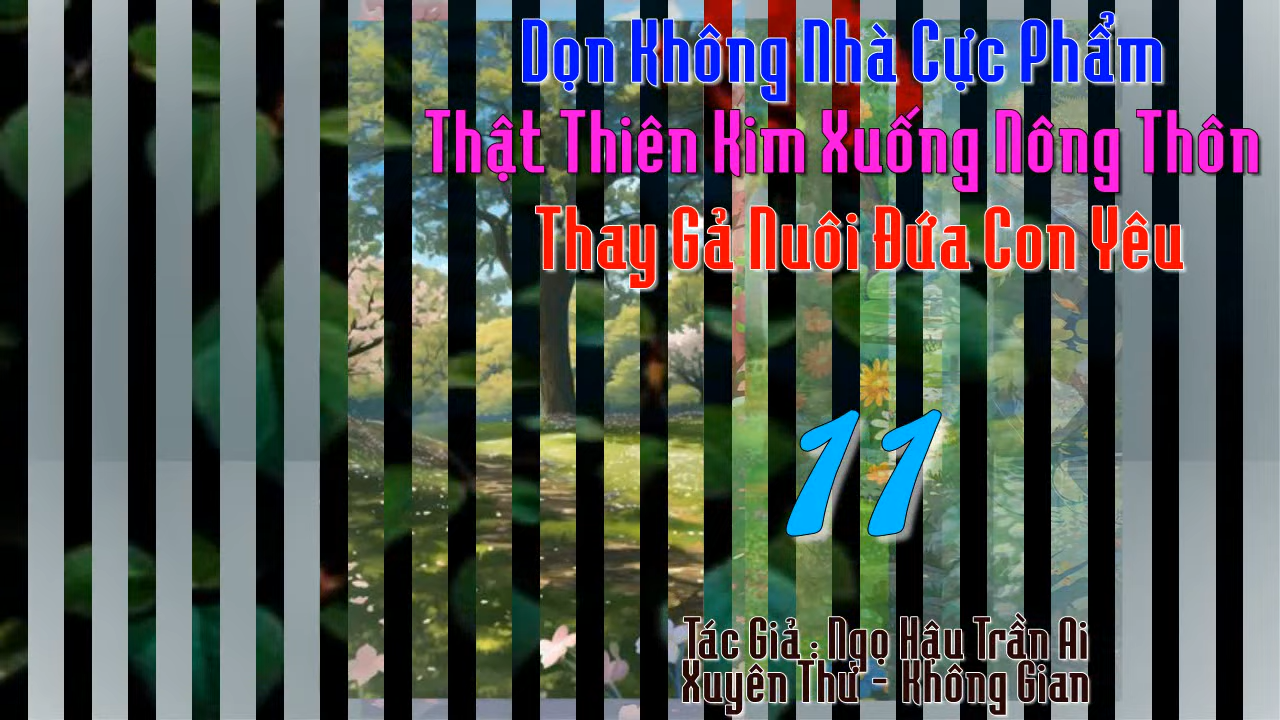 Dọn Không Nhà Cực Phẩm
Thật Thiên Kim Xuống Nông Thôn
Thay Gả Nuôi Đứa Con Yêu
11
Tác Giả : Ngọ Hậu Trần Ai
Xuyên Thư - Không Gian